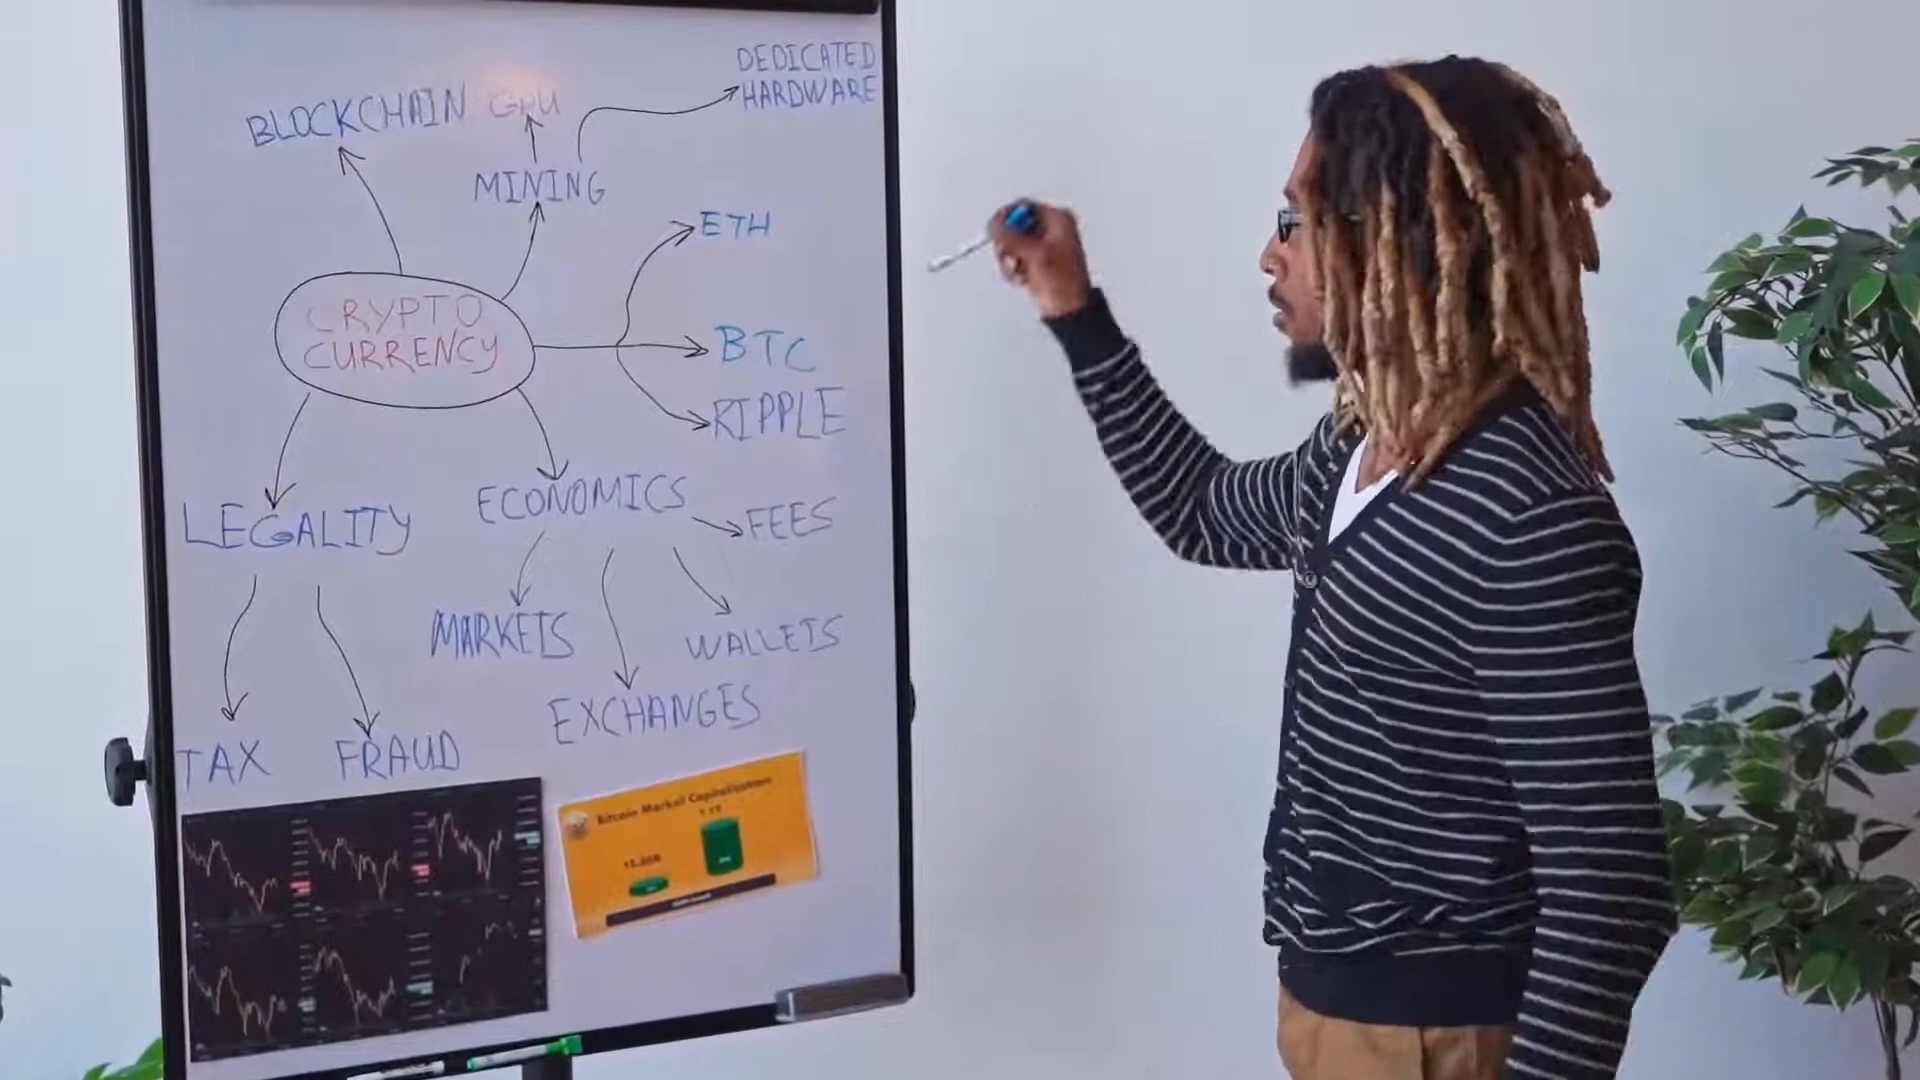 DEDICATED
HARDWARE
BLOCKCHAIN
GPU
MINING
ETH
CRYPTO
CURRENCY
BTC
RIPPLE
LEGALITY
ECONOMICS
FEES
MARKETS
WALLETS
EXCHANGES
TAX
FRAUD
Bitcoin Market Capitalization